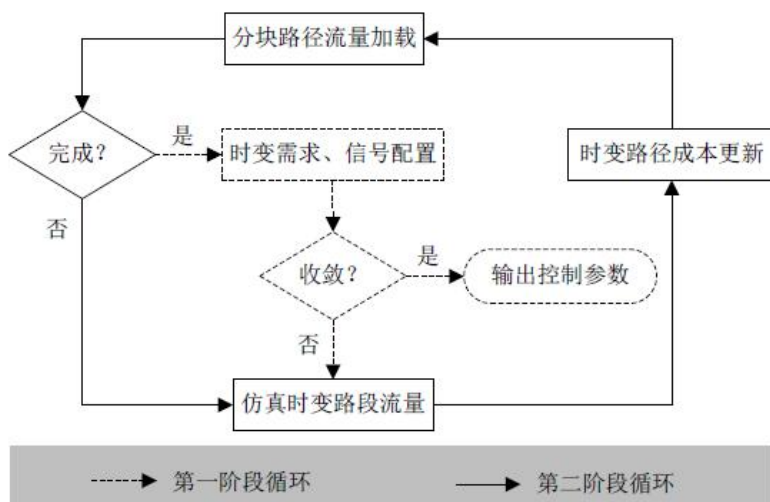 分块路径流量加载
完成？
是
时变需求、信号配置
时变路径成本更新
否
收敛？
是
输出控制参数
否
仿真时变路段流量
第一阶段循环
第二阶段循环